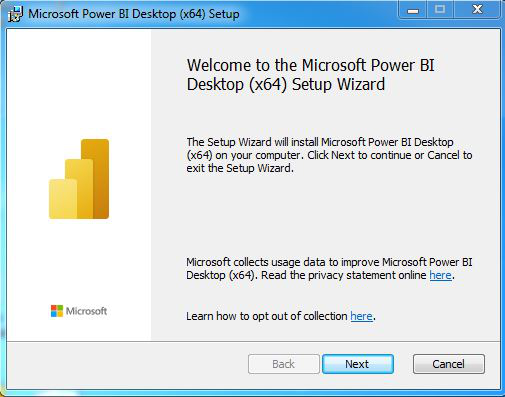 Microsoft Power BI Desktop (x64) Setup
Welcome to the Microsoft Power BI
Desktop (x64) Setup Wizard
The Setup Wizard will install Microsoft Power BI Desktop
(x64) on your computer. Click Next to continue or Cancel to
exit the Setup Wizard.
Microsoft collects usage data to improve Microsoft Power BI
Desktop (x64). Read the privacy statement online here.
Microsoft
Learn how to opt out of collection here.
Back Next Cancel